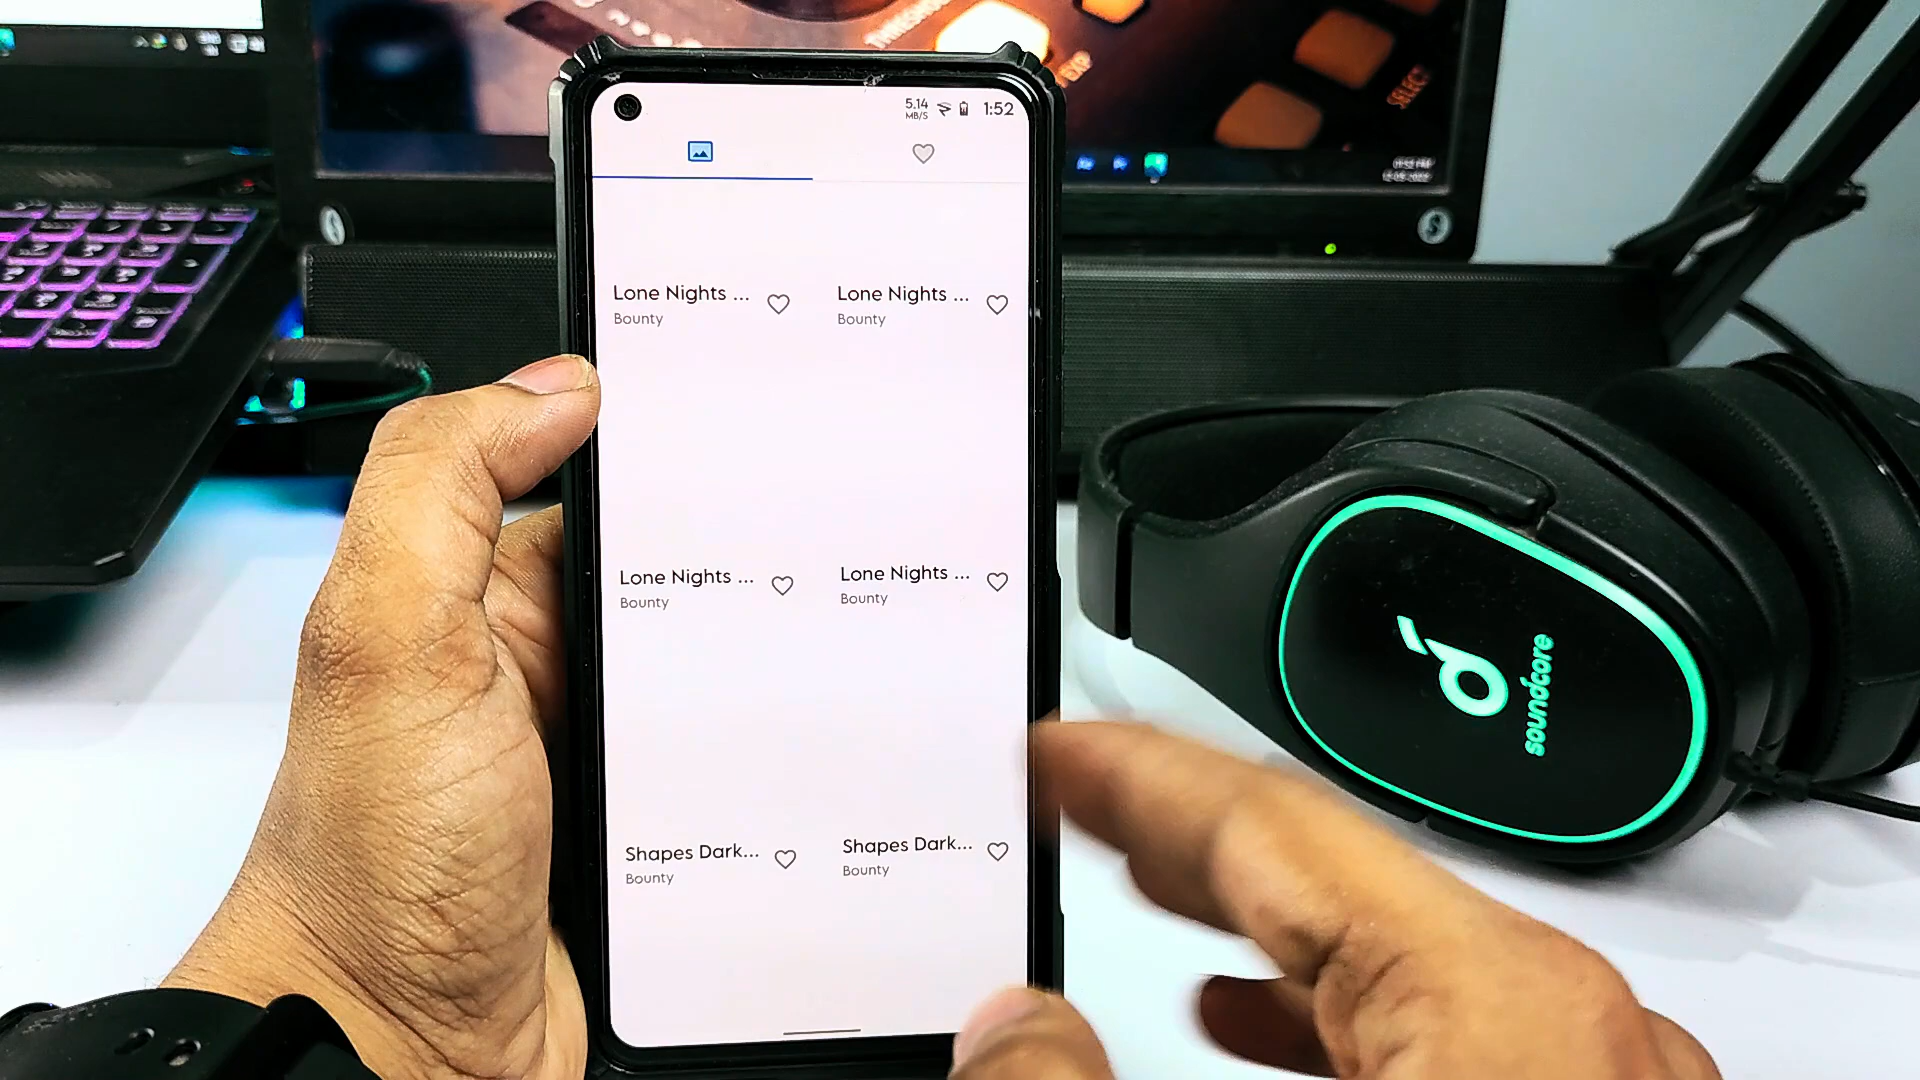 SELECT
5.14
MB/S
1:52
Lone Nights ...
Bounty
Lone Nights ...
Bounty
Lone Nights ...
Bounty
Lone Nights ...
Bounty
Shapes Dark...
Bounty
Shapes Dark...
Bounty
soundcore